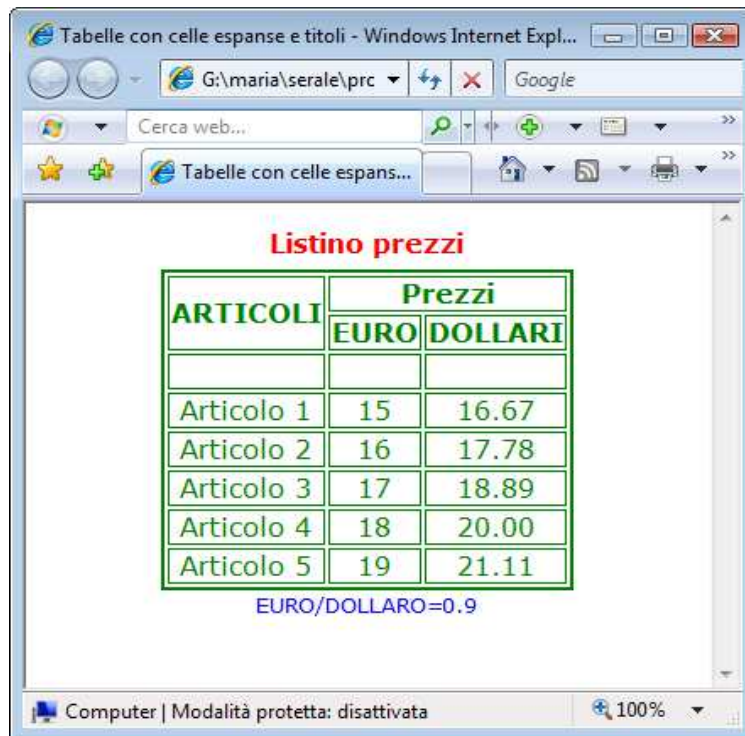 Tabelle con celle espanse e titoli - Windows Internet Expl...
G:\maria\serale\prc
Google
Cerca web...
Tabelle con celle espans...
Listino prezzi
ARTICOLI Prezzi
EURO DOLLARI
Articolo 1 15 16.67
Articolo 2 16 17.78
Articolo 3 17 18.89
Articolo 4 18 20.00
Articolo 5 19 21.11
EURO/DOLLARO=0.9
Computer | Modalità protetta: disattivata 100%